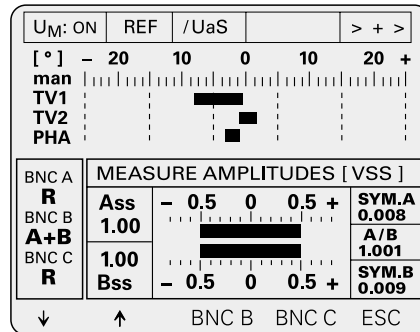 UM: ON REF /UaS > + >
[°] – 20 10 0 10 20 +
man
TV1
TV2
PHA
BNC A
R
BNC B
A+B
BNC C
R
MEASURE AMPLITUDES [VSS]
Ass – 0.5 0 0.5 + SYM.A
1.00 0.008
A/B
1.00 1.001
Bss – 0.5 0 0.5 + SYM.B
0.009
↓ ↑ BNC B BNC C ESC